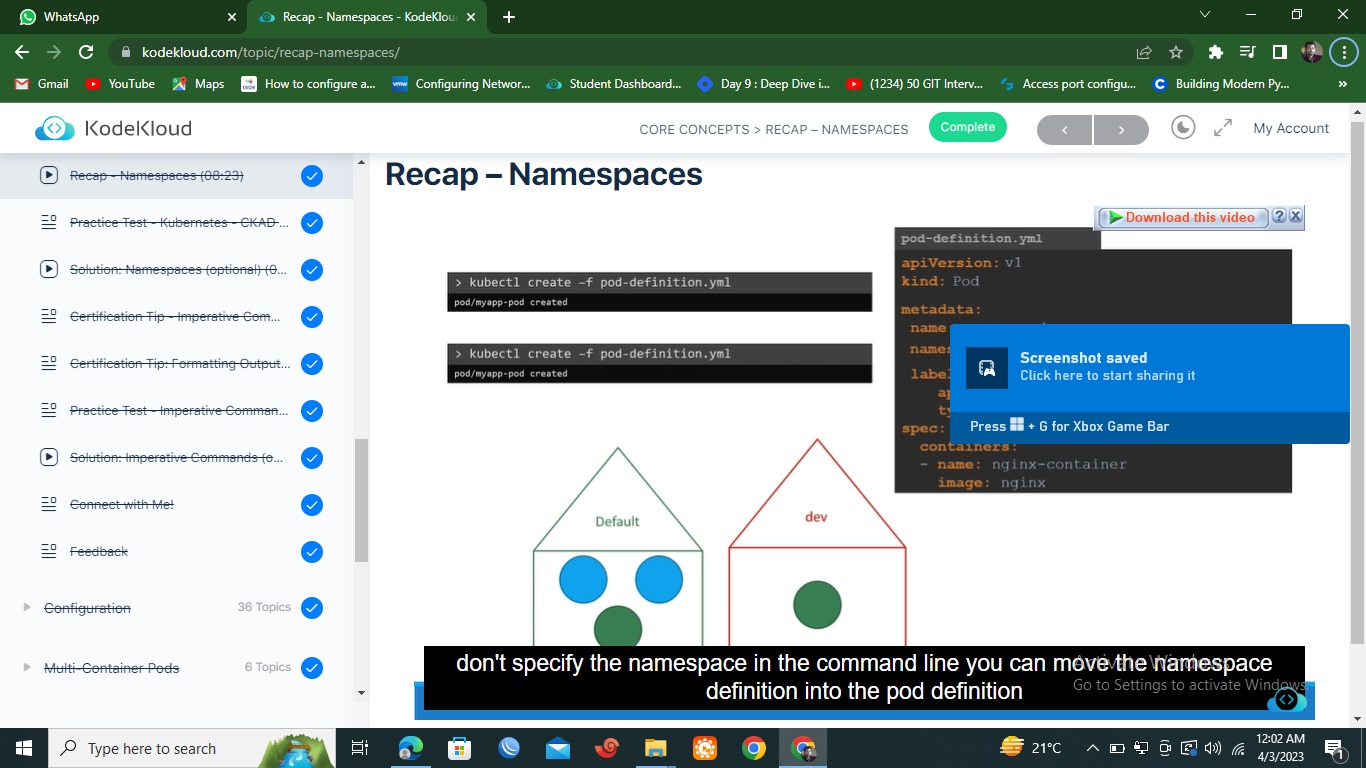 WhatsApp
Recap - Namespaces - KodeKlou
kodekloud.com/topic/recap-namespaces/
Gmail
YouTube
Maps
How to configure a...
Configuring Networ...
Student Dashboard...
Day 9 : Deep Dive i...
(1234) 50 GIT Interv...
Access port configu...
Building Modern Py...
»
KodeKloud
CORE CONCEPTS > RECAP – NAMESPACES
Complete
My Account
Recap - Namespaces (08:23)
Practice Test - Kubernetes - CKAD ...
Solution: Namespaces (optional) (0...
Certification Tip - Imperative Com...
Certification Tip: Formatting Output...
Practice Test - Imperative Comman...
Solution: Imperative Commands (o...
Connect with Me!
Feedback
Configuration 36 Topics
Multi-Container Pods 6 Topics
Recap – Namespaces
Download this video
> kubectl create -f pod-definition.yml
pod/myapp-pod created
> kubectl create -f pod-definition.yml
pod/myapp-pod created
pod-definition.yml
apiVersion: v1
kind: Pod
metadata:
name
names
label
ap
ty
spec:
containers:
- name: nginx-container
image: nginx
Screenshot saved
Click here to start sharing it
Press + G for Xbox Game Bar
Default
dev
don't specify the namespace in the command line you can move the namespace
definition into the pod definition
Activate Windows
Go to Settings to activate Windows.
Type here to search
21°C
12:02 AM
4/3/2023
1